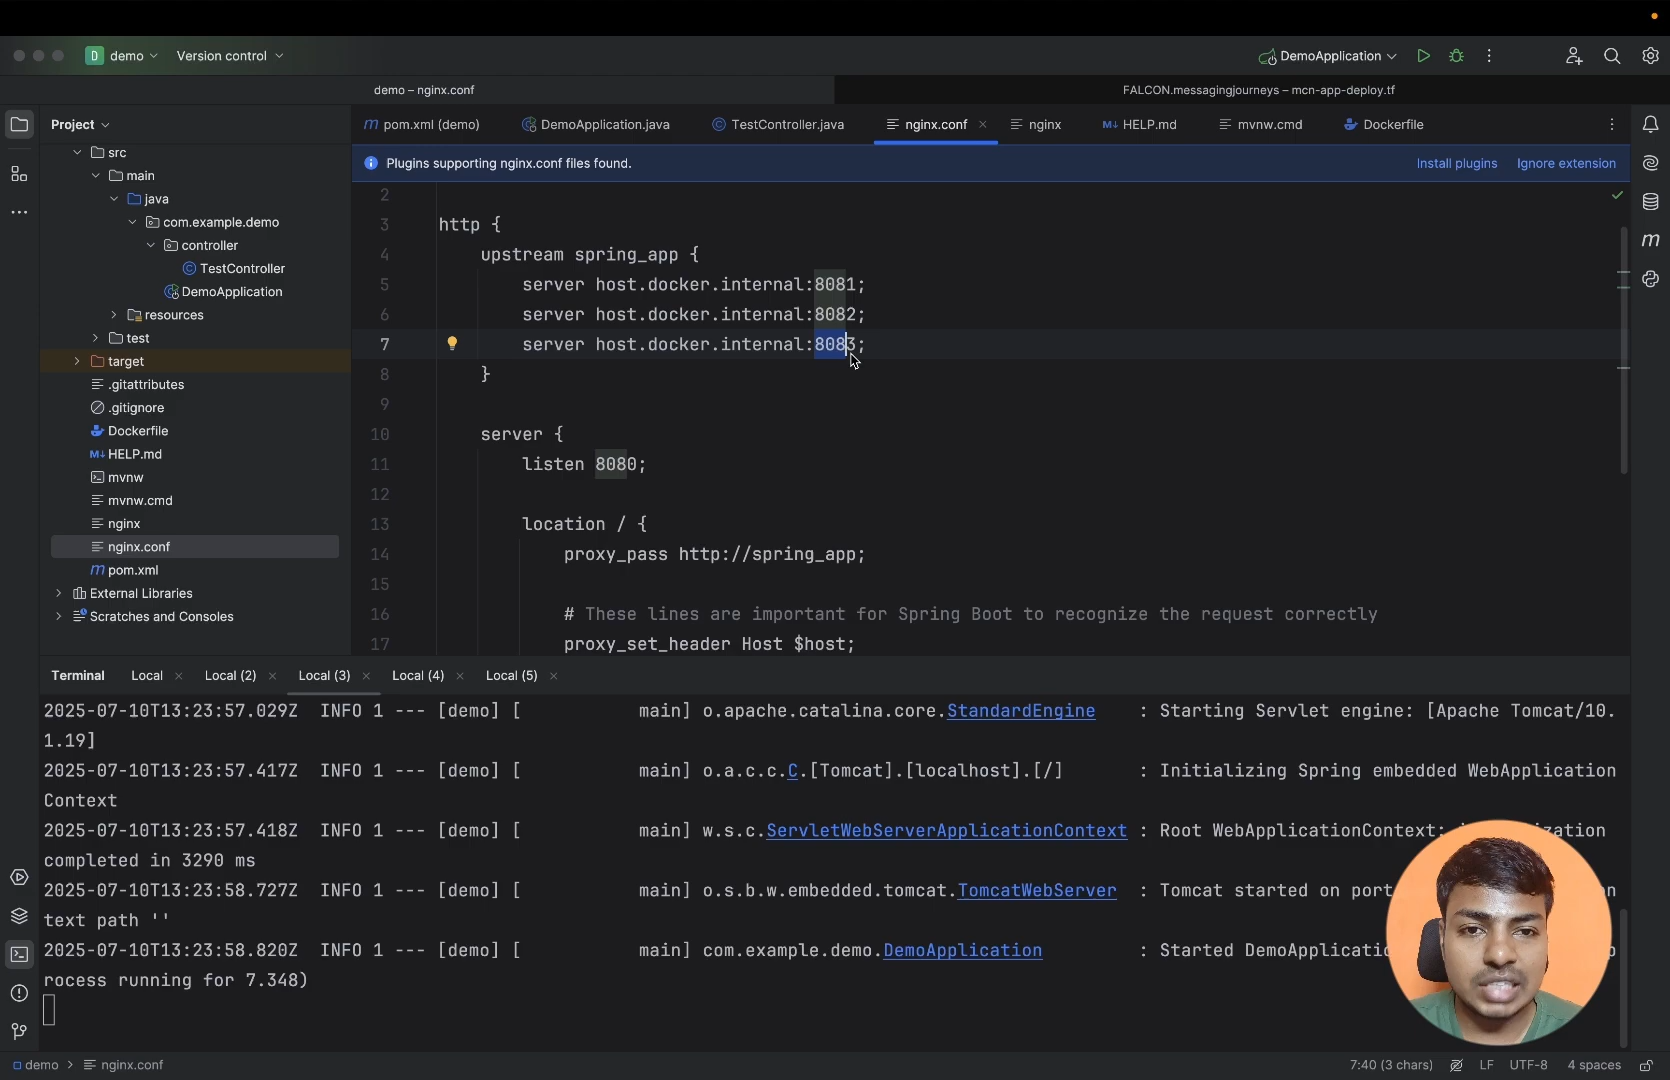 D demo Version control DemoApplication
demo – nginx.conf FALCON.messagingjourneys – mcn-app-deploy.tf
Project pom.xml (demo) DemoApplication.java TestController.java nginx.conf nginx HELP.md mvnw.cmd Dockerfile
Plugins supporting nginx.conf files found. Install plugins Ignore extension
src
main
java
com.example.demo
controller
TestController
DemoApplication
resources
test
target
.gitattributes
.gitignore
Dockerfile
HELP.md
mvnw
mvnw.cmd
nginx
nginx.conf
pom.xml
External Libraries
Scratches and Consoles
2
3 http {
4 upstream spring_app {
5 server host.docker.internal:8081;
6 server host.docker.internal:8082;
7 server host.docker.internal:8083;
8 }
9
10 server {
11 listen 8080;
12
13 location / {
14 proxy_pass http://spring_app;
15
16 # These lines are important for Spring Boot to recognize the request correctly
17 proxy_set_header Host $host;
Terminal Local Local (2) Local (3) Local (4) Local (5)
2025-07-10T13:23:57.029Z INFO 1 --- [demo] [ main] o.apache.catalina.core.StandardEngine : Starting Servlet engine: [Apache Tomcat/10.
1.19]
2025-07-10T13:23:57.417Z INFO 1 --- [demo] [ main] o.a.c.c.C.[Tomcat].[localhost].[/] : Initializing Spring embedded WebApplication
Context
2025-07-10T13:23:57.418Z INFO 1 --- [demo] [ main] w.s.c.ServletWebServerApplicationContext : Root WebApplicationContext:
completed in 3290 ms
2025-07-10T13:23:58.727Z INFO 1 --- [demo] [ main] o.s.b.w.embedded.tomcat.TomcatWebServer : Tomcat started on port
text path ''
2025-07-10T13:23:58.820Z INFO 1 --- [demo] [ main] com.example.demo.DemoApplication : Started
rocess running for 7.348)
demo > nginx.conf 7:40 (3 chars) LF UTF-8 4 spaces